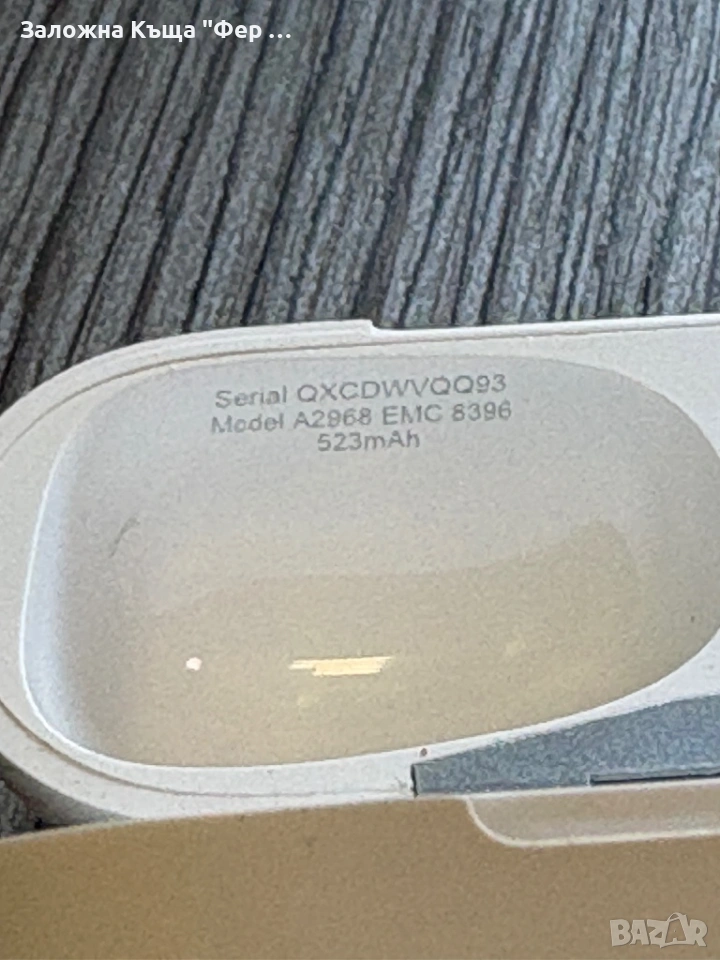 Заложна Къща "Фер ...
Serial QXCDWVQQ93
Model A2968 EMC 8396
523mAh
BAZAR